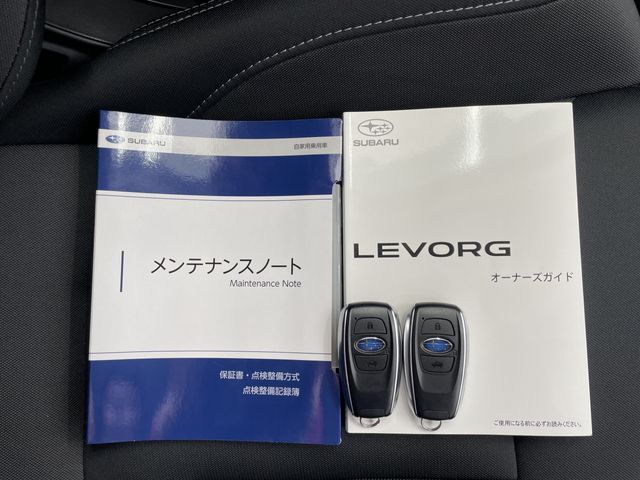 SUBARU
自家用乗用車
メンテナンスノート
Maintenance Note
保証書・点検整備方式
点検整備記録簿
SUBARU
LEVORG
オーナーズガイド
ご使用になる前に必ずお読みください。